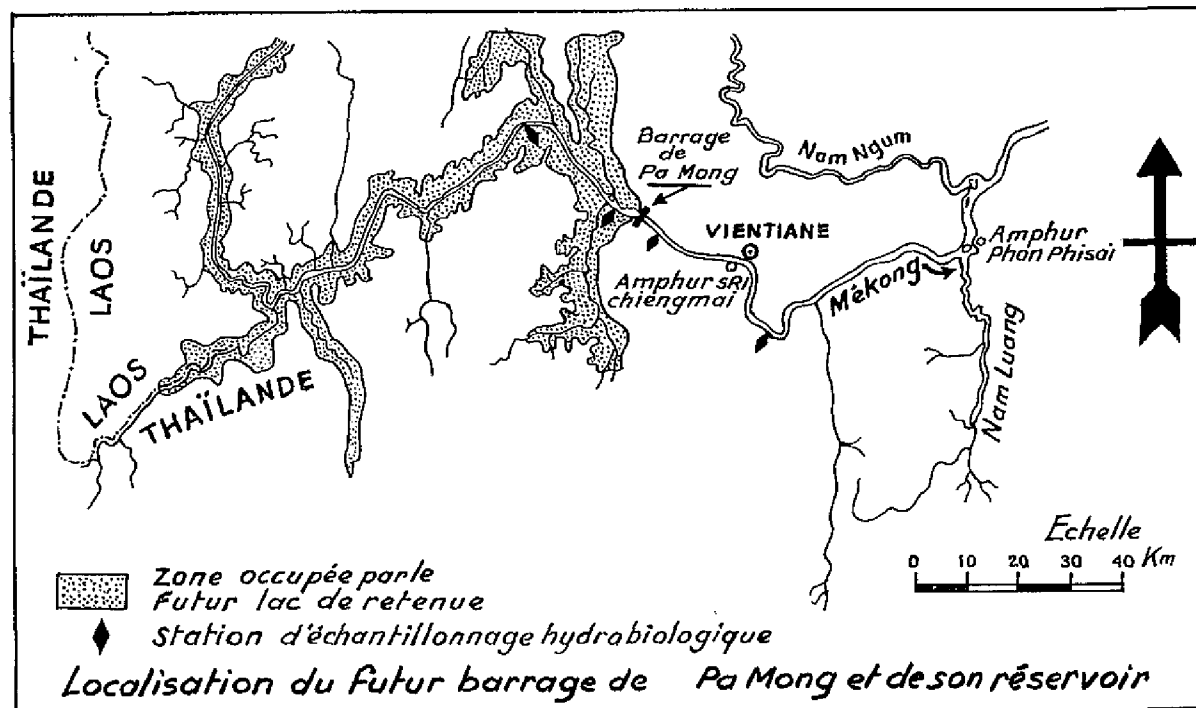 THAÏLANDE
LAOS
LAOS
THAÏLANDE
Barrage
de
Pa Mong
Nam Ngum
VIENTIANE
Amphur SRI
chiengmai
Mékong
Amphur
Phon Phisai
Nam Luang
Echelle
0 10 20 30 40 Km
Zone occupée par le
Futur lac de retenue
Station d'échantillonnage hydrobiologique
Localisation du Futur barrage de Pa Mong et de son réservoir